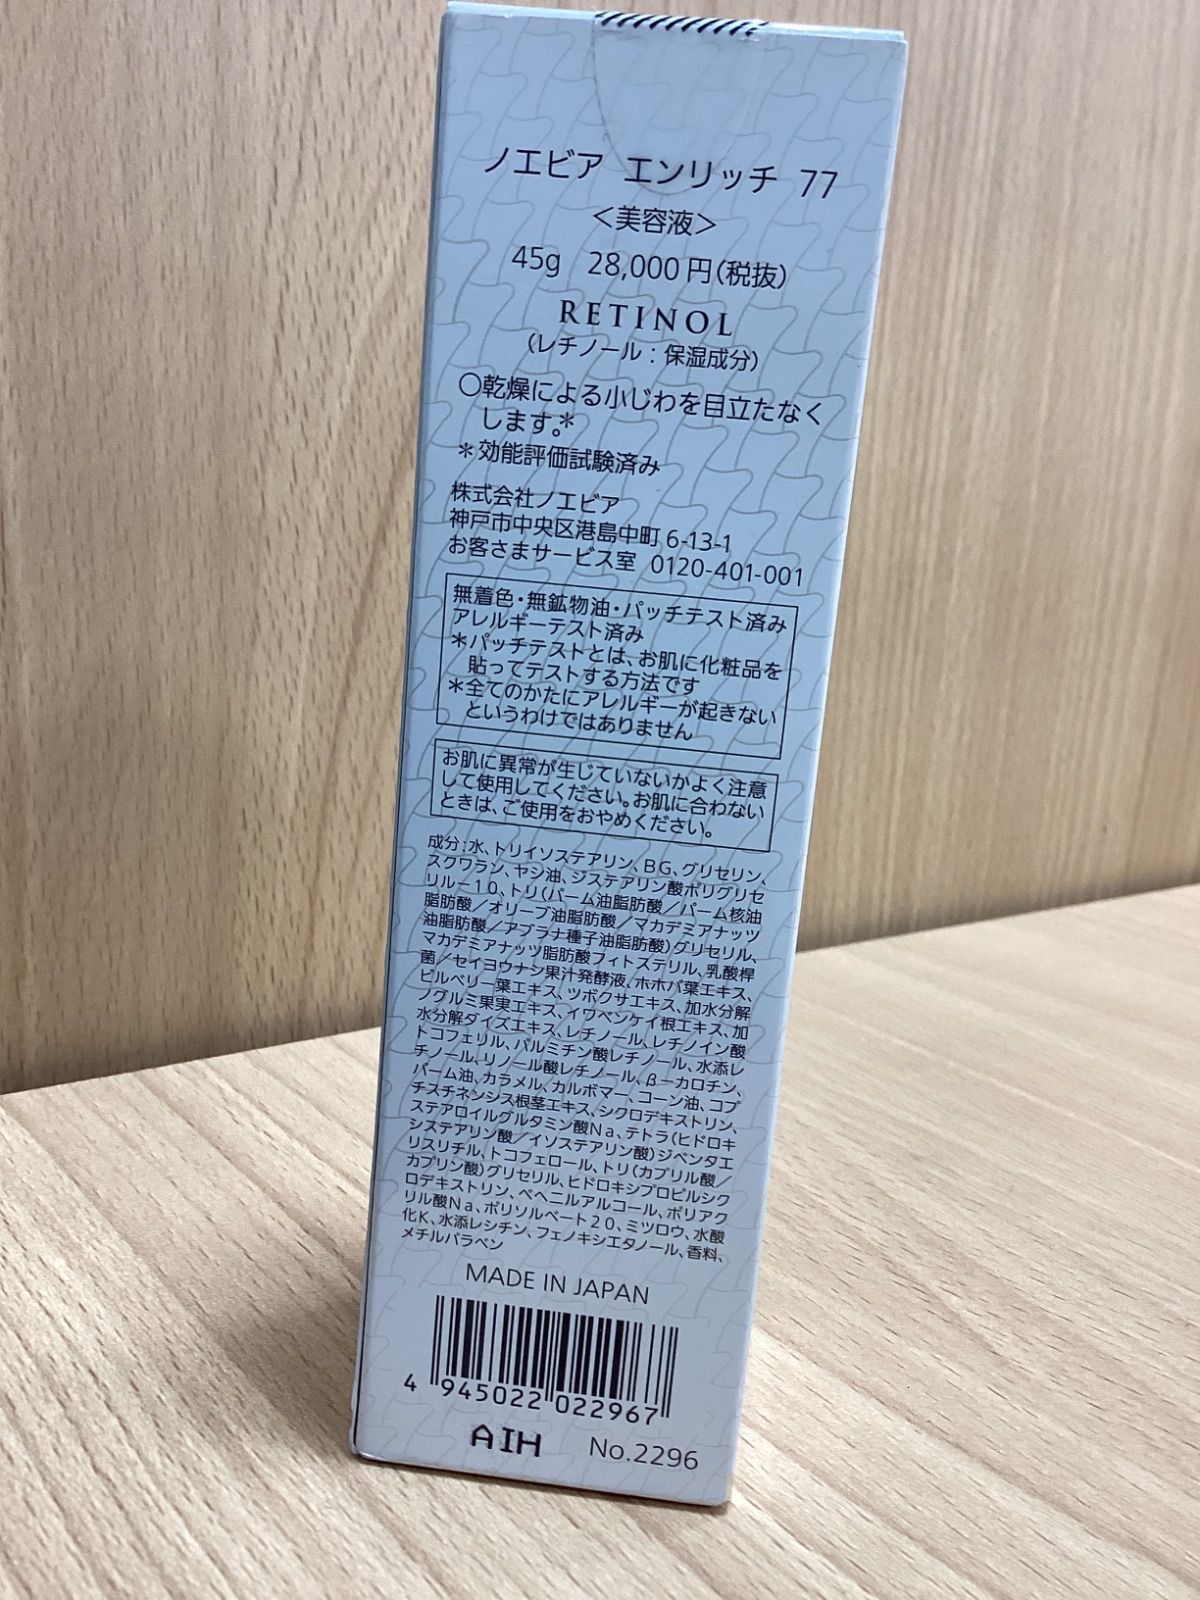 ノエビア エンリッチ 77
＜美容液＞
45g 28,000円(税抜)
RETINOL
(レチノール：保湿成分)
○乾燥による小じわを目立たなく
します。＊
＊効能評価試験済み
株式会社ノエビア
神戸市中央区港島中町 6-13-1
お客さまサービス室 0120-401-001
無着色・無鉱物油・パッチテスト済み
アレルギーテスト済み
＊パッチテストとは、お肌に化粧品を
貼ってテストする方法です
＊全てのかたにアレルギーが起きない
というわけではありません
お肌に異常が生じていないかよく注意
して使用してください。お肌に合わない
ときは、ご使用をおやめください。
成分：水、トリイソステアリン、BG、グリセリン、
スクワラン、ヤシ油、ジステアリン酸ポリグリセ
リル－10、トリ（パーム油脂肪酸／パーム核油
脂肪酸／オリーブ油脂肪酸／マカデミアナッツ
油脂肪酸／アブラナ種子油脂肪酸）グリセリル、
マカデミアナッツ脂肪酸フィトステリル、乳酸桿
菌／セイヨウナシ果汁発酵液、ホホバ葉エキス、
ビルベリー葉エキス、ツボクサエキス、加水分解
ノグルミ果実エキス、イワベンケイ根エキス、加
水分解ダイズエキス、レチノール、レチノイン酸
トコフェリル、パルミチン酸レチノール、水添レ
チノール、リノール酸レチノール、β－カロチン、
パーム油、カラメル、カルボマー、コーン油、コプ
チスチネンシス根茎エキス、シクロデキストリン、
ステアロイルグルタミン酸Na、テトラ（ヒドロキ
システアリン酸／イソステアリン酸）ジペンタエ
リスリチル、トコフェロール、トリ（カプリル酸／
カプリン酸）グリセリル、ヒドロキシプロピルシク
ロデキストリン、ベヘニルアルコール、ポリアク
リル酸Na、ポリソルベート20、ミツロウ、水酸
化K、水添レシチン、フェノキシエタノール、香料、
メチルパラベン
MADE IN JAPAN
4 945022 022967
AIH No.2296